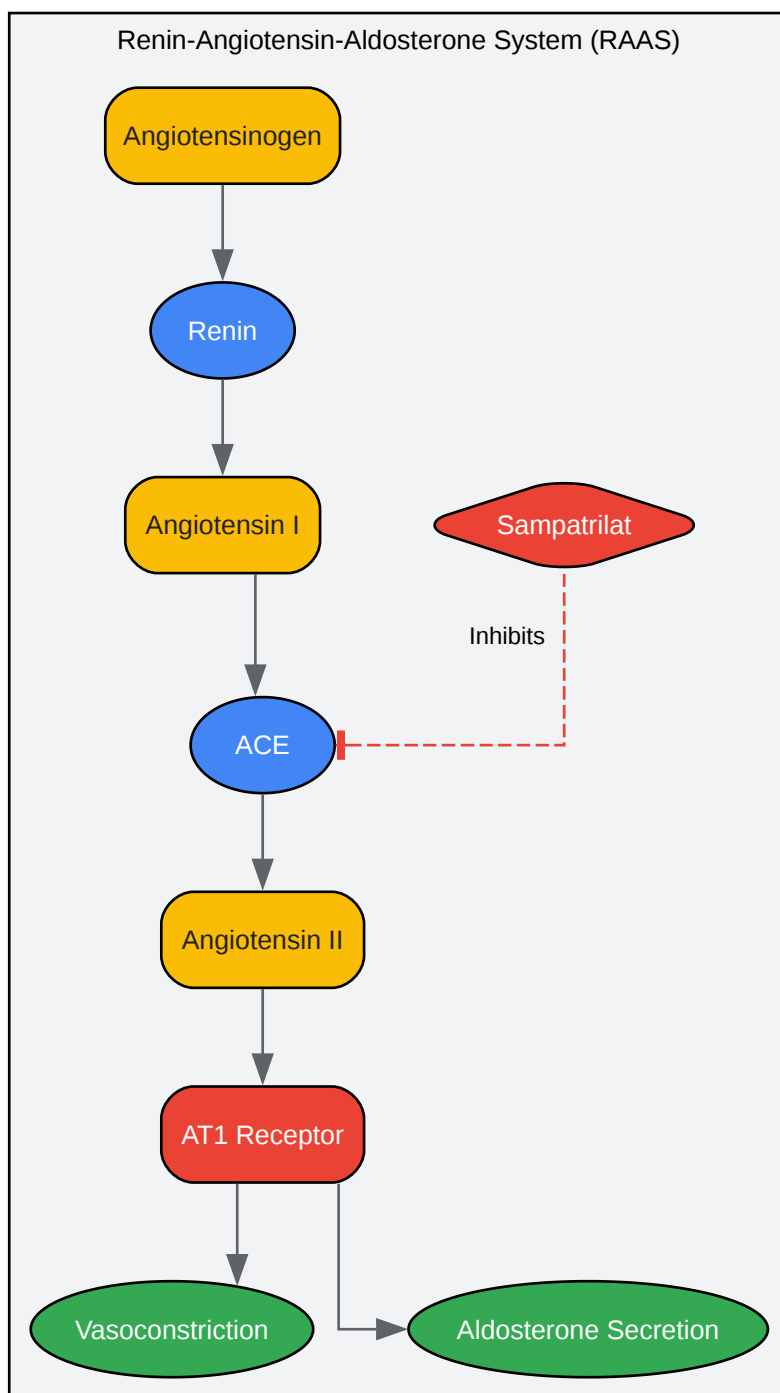 Renin-Angiotensin-Aldosterone System (RAAS)
Angiotensinogen
Renin
Angiotensin I
Sampatrilat
Inhibits
ACE
Angiotensin II
AT1 Receptor
Vasoconstriction
Aldosterone Secretion